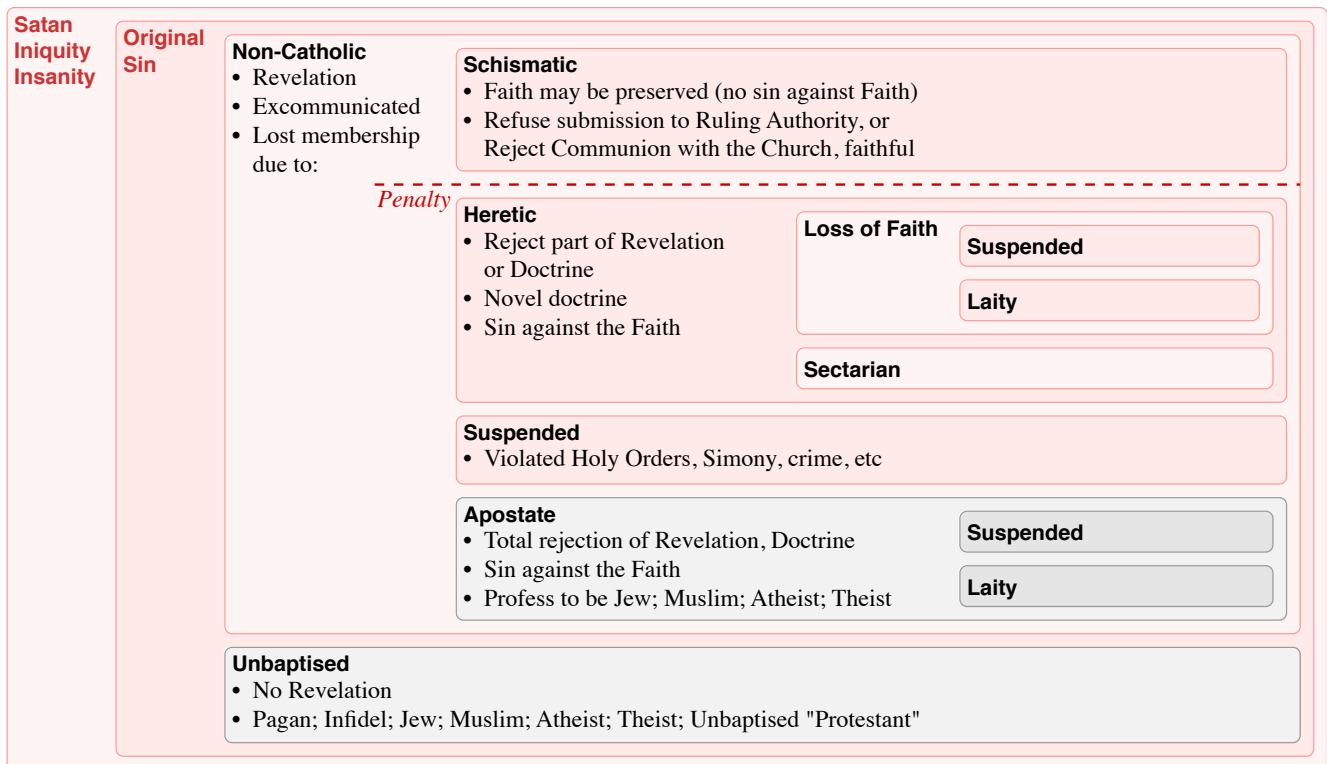 Satan
Iniquity
Insanity
Original
Sin
Non-Catholic
• Revelation
• Excommunicated
• Lost membership
due to:
Schismatic
• Faith may be preserved (no sin against Faith)
• Refuse submission to Ruling Authority, or
Reject Communion with the Church, faithful
Penalty
Heretic
• Reject part of Revelation
or Doctrine
• Novel doctrine
• Sin against the Faith
Loss of Faith
Suspended
Laity
Sectarian
Suspended
• Violated Holy Orders, Simony, crime, etc
Apostate
• Total rejection of Revelation, Doctrine
• Sin against the Faith
• Profess to be Jew; Muslim; Atheist; Theist
Suspended
Laity
Unbaptised
• No Revelation
• Pagan; Infidel; Jew; Muslim; Atheist; Theist; Unbaptised "Protestant"